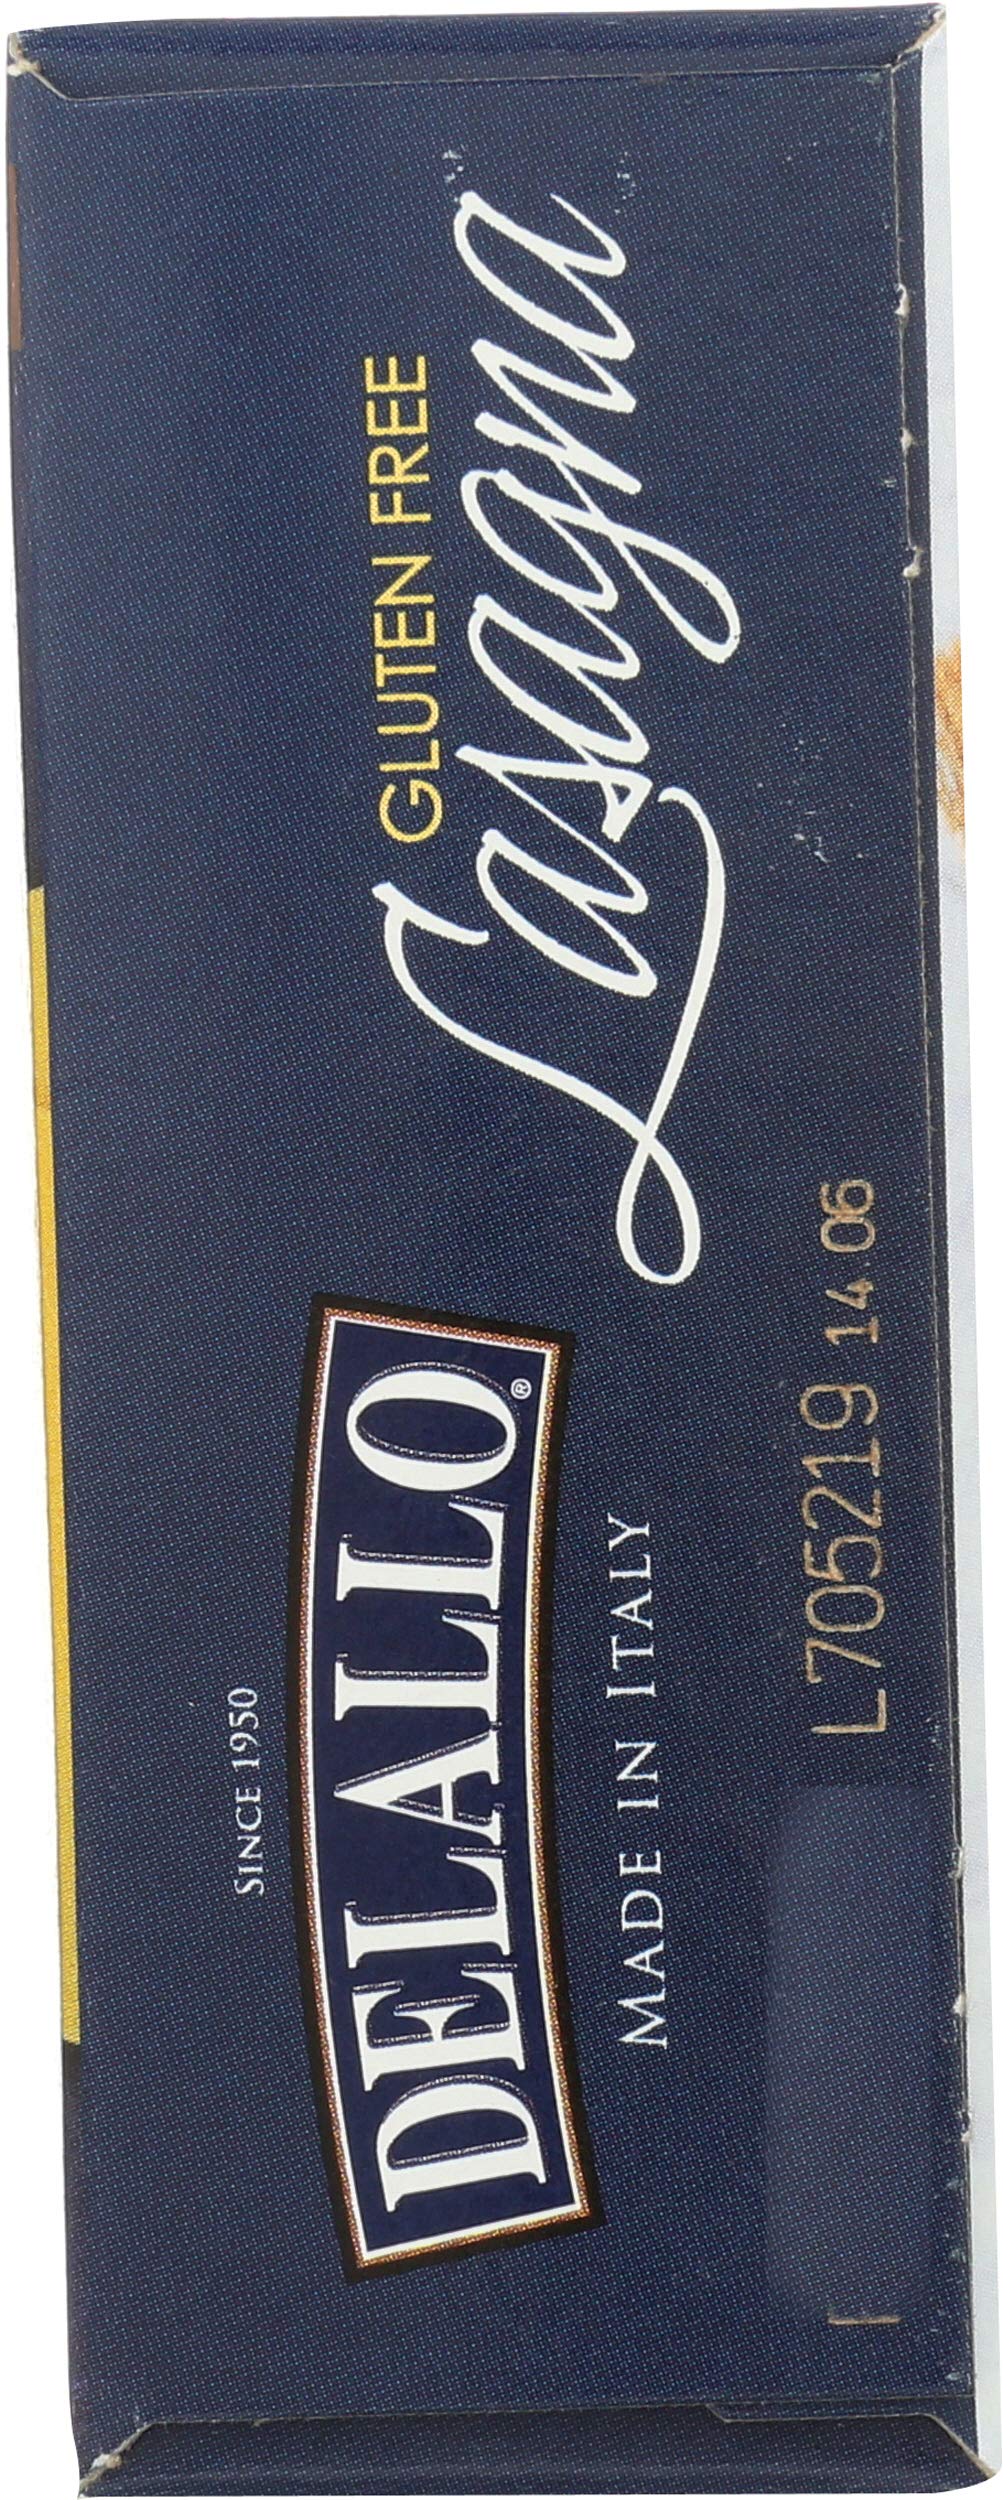 SINCE 1950
DELALLO®
MADE IN ITALY
GLUTEN FREE
Lasagna
L705219 14.06